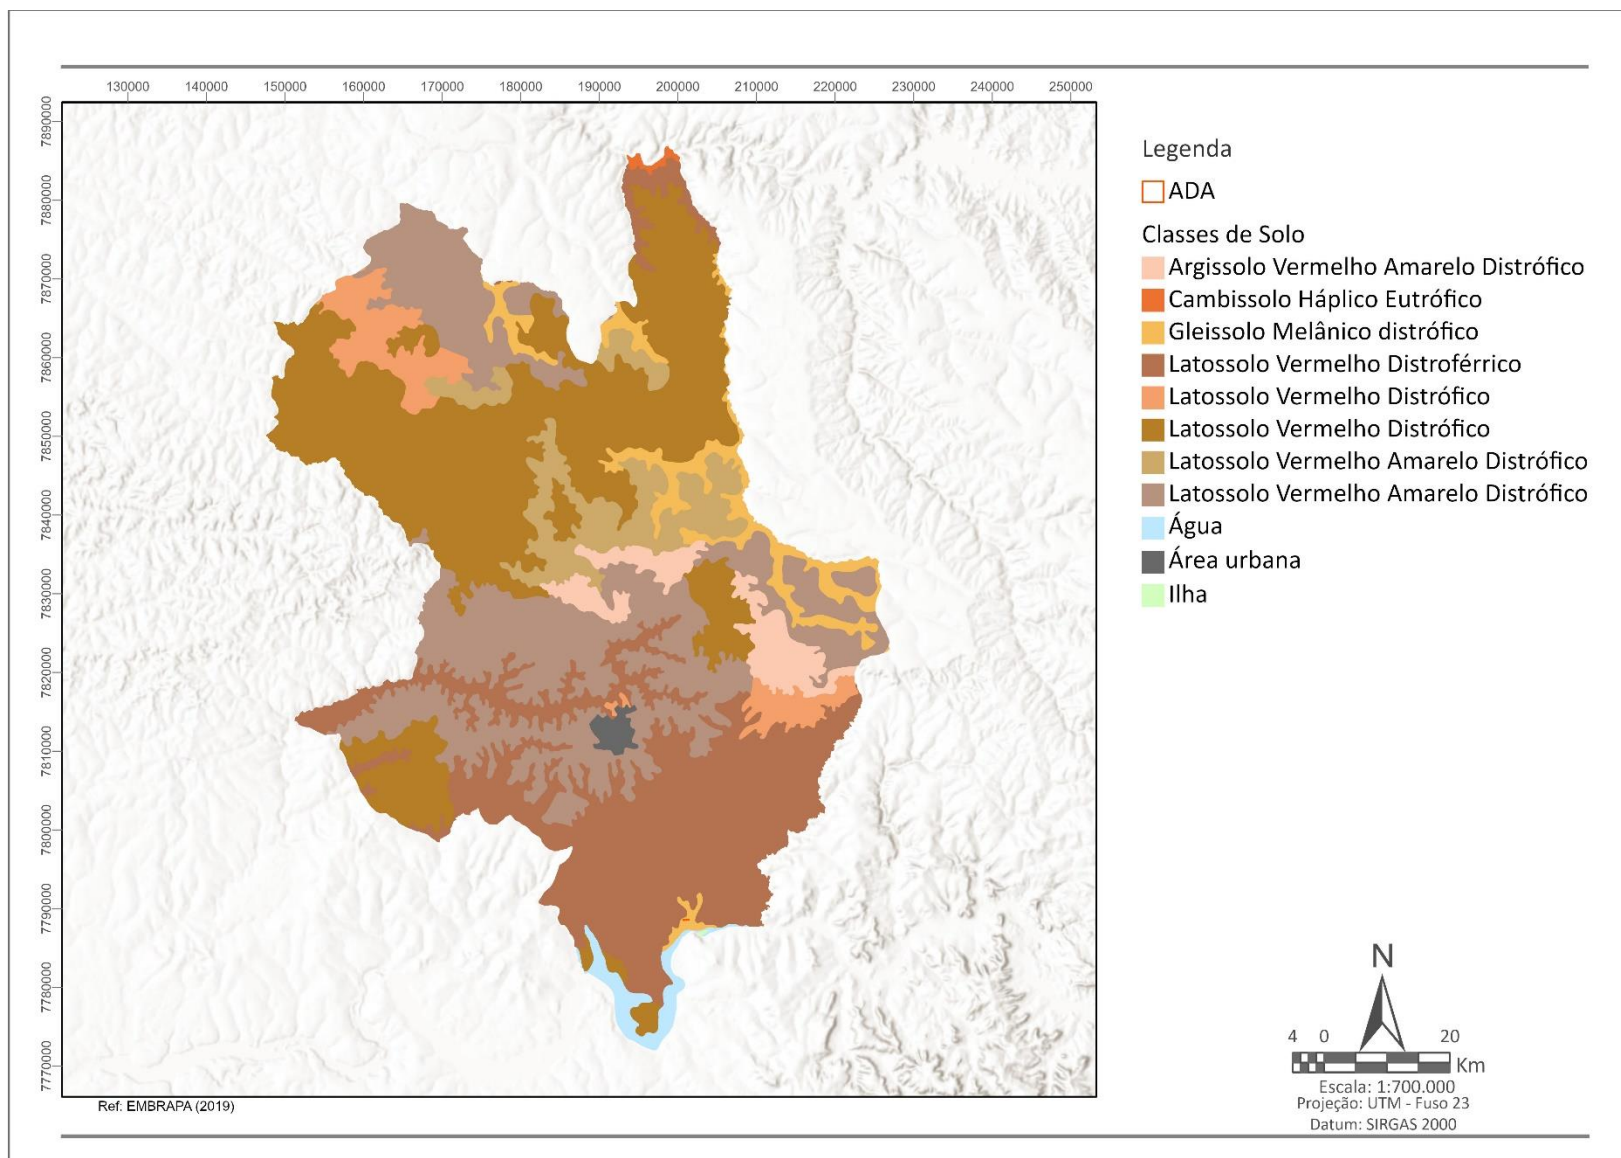 130000 140000 150000 160000 170000 180000 190000 200000 210000 220000 230000 240000 250000
7890000
7880000
7870000
7860000
7850000
7840000
7830000
7820000
7810000
7800000
7790000
7780000
7770000
Legenda
ADA
Classes de Solo
Argissolo Vermelho Amarelo Distrófico
Cambissolo Háplico Eutrófico
Gleissolo Melânico distrófico
Latossolo Vermelho Distroférrico
Latossolo Vermelho Distrófico
Latossolo Vermelho Distrófico
Latossolo Vermelho Amarelo Distrófico
Latossolo Vermelho Amarelo Distrófico
Água
Área urbana
Ilha
N
4 0 20
Km
Escala: 1:700.000
Projeção: UTM - Fuso 23
Datum: SIRGAS 2000
Ref: EMBRAPA (2019)